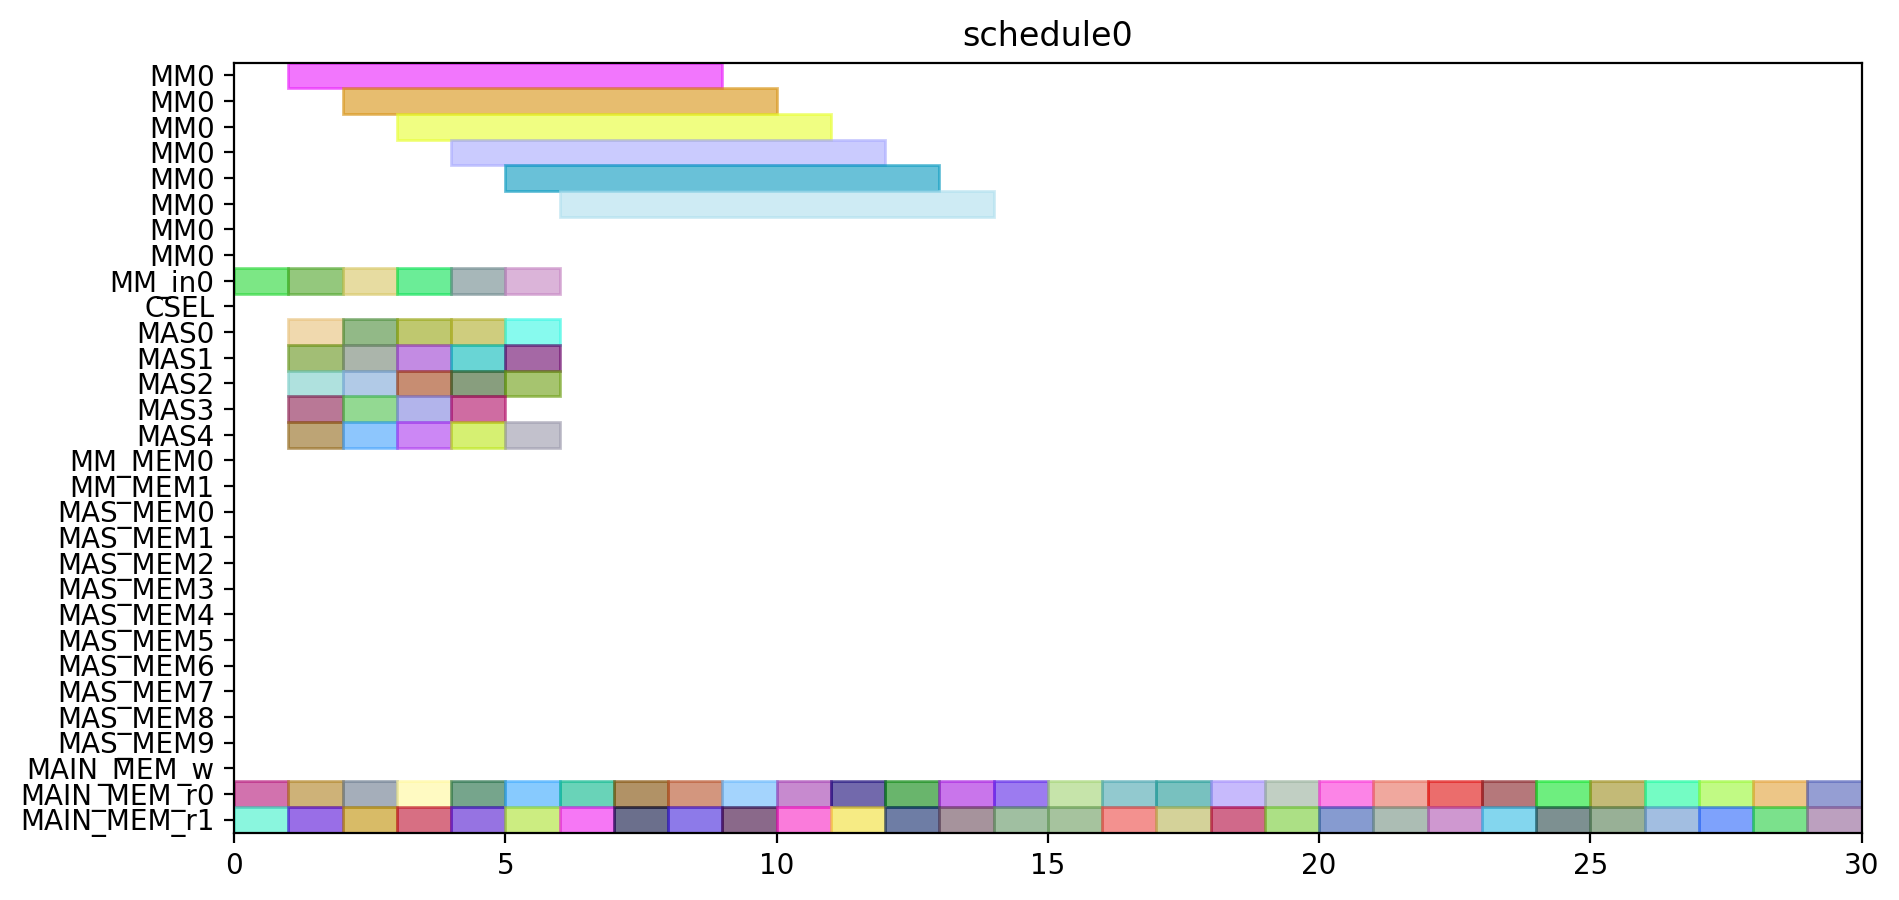 schedule0
MM0
MM0
MM0
MM0
MM0
MM0
MM0
MM0
MM_in0
CSEL
MAS0
MAS1
MAS2
MAS3
MAS4
MM_MEM0
MM_MEM1
MAS_MEM0
MAS_MEM1
MAS_MEM2
MAS_MEM3
MAS_MEM4
MAS_MEM5
MAS_MEM6
MAS_MEM7
MAS_MEM8
MAS_MEM9
MAIN_MEM_w
MAIN_MEM_r0
MAIN_MEM_r1
0 5 10 15 20 25 30